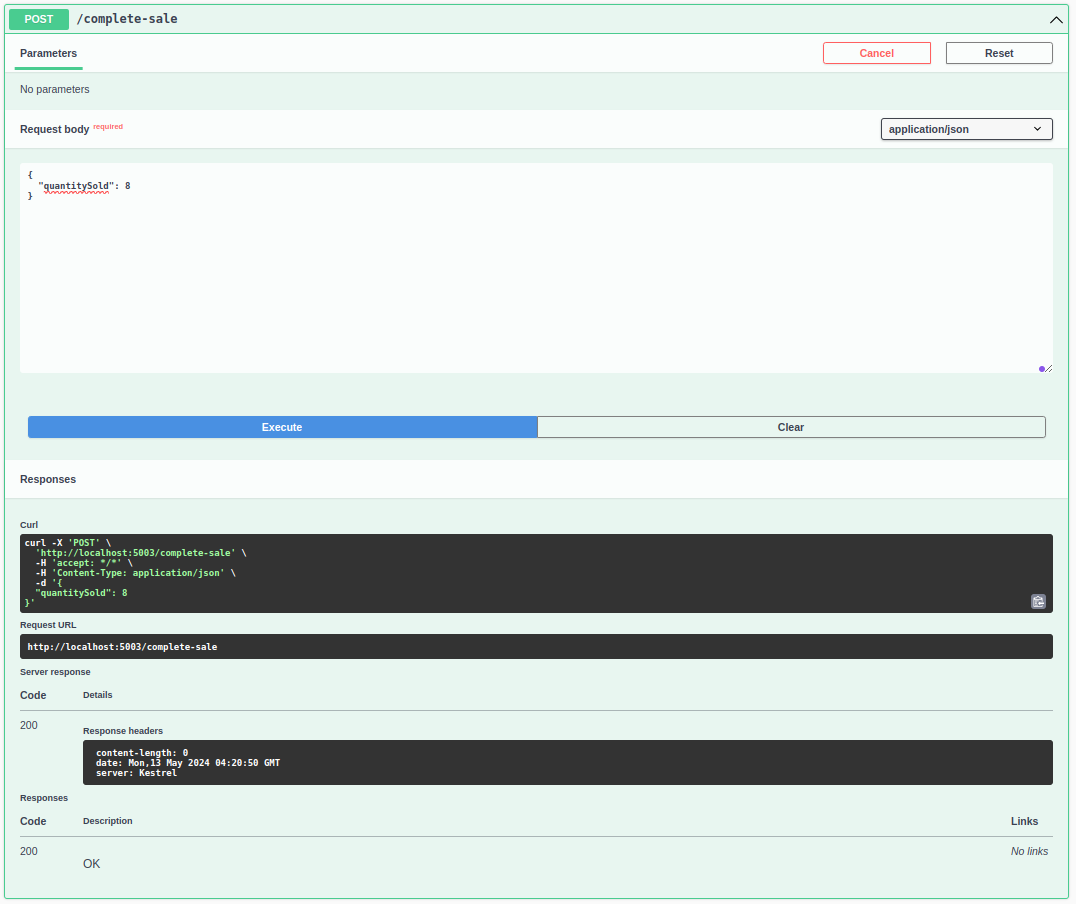 POST /complete-sale
Parameters
Cancel
Reset
No parameters
Request body required
application/json
{
  "quantitySold": 8
}
Execute
Clear
Responses
Curl
curl -X 'POST' \
  'http://localhost:5003/complete-sale' \
  -H 'accept: */*' \
  -H 'Content-Type: application/json' \
  -d '{
  "quantitySold": 8
}'
Request URL
http://localhost:5003/complete-sale
Server response
Code Details
200
Response headers
content-length: 0
date: Mon,13 May 2024 04:20:50 GMT
server: Kestrel
Responses
Code Description Links
200
OK
No links